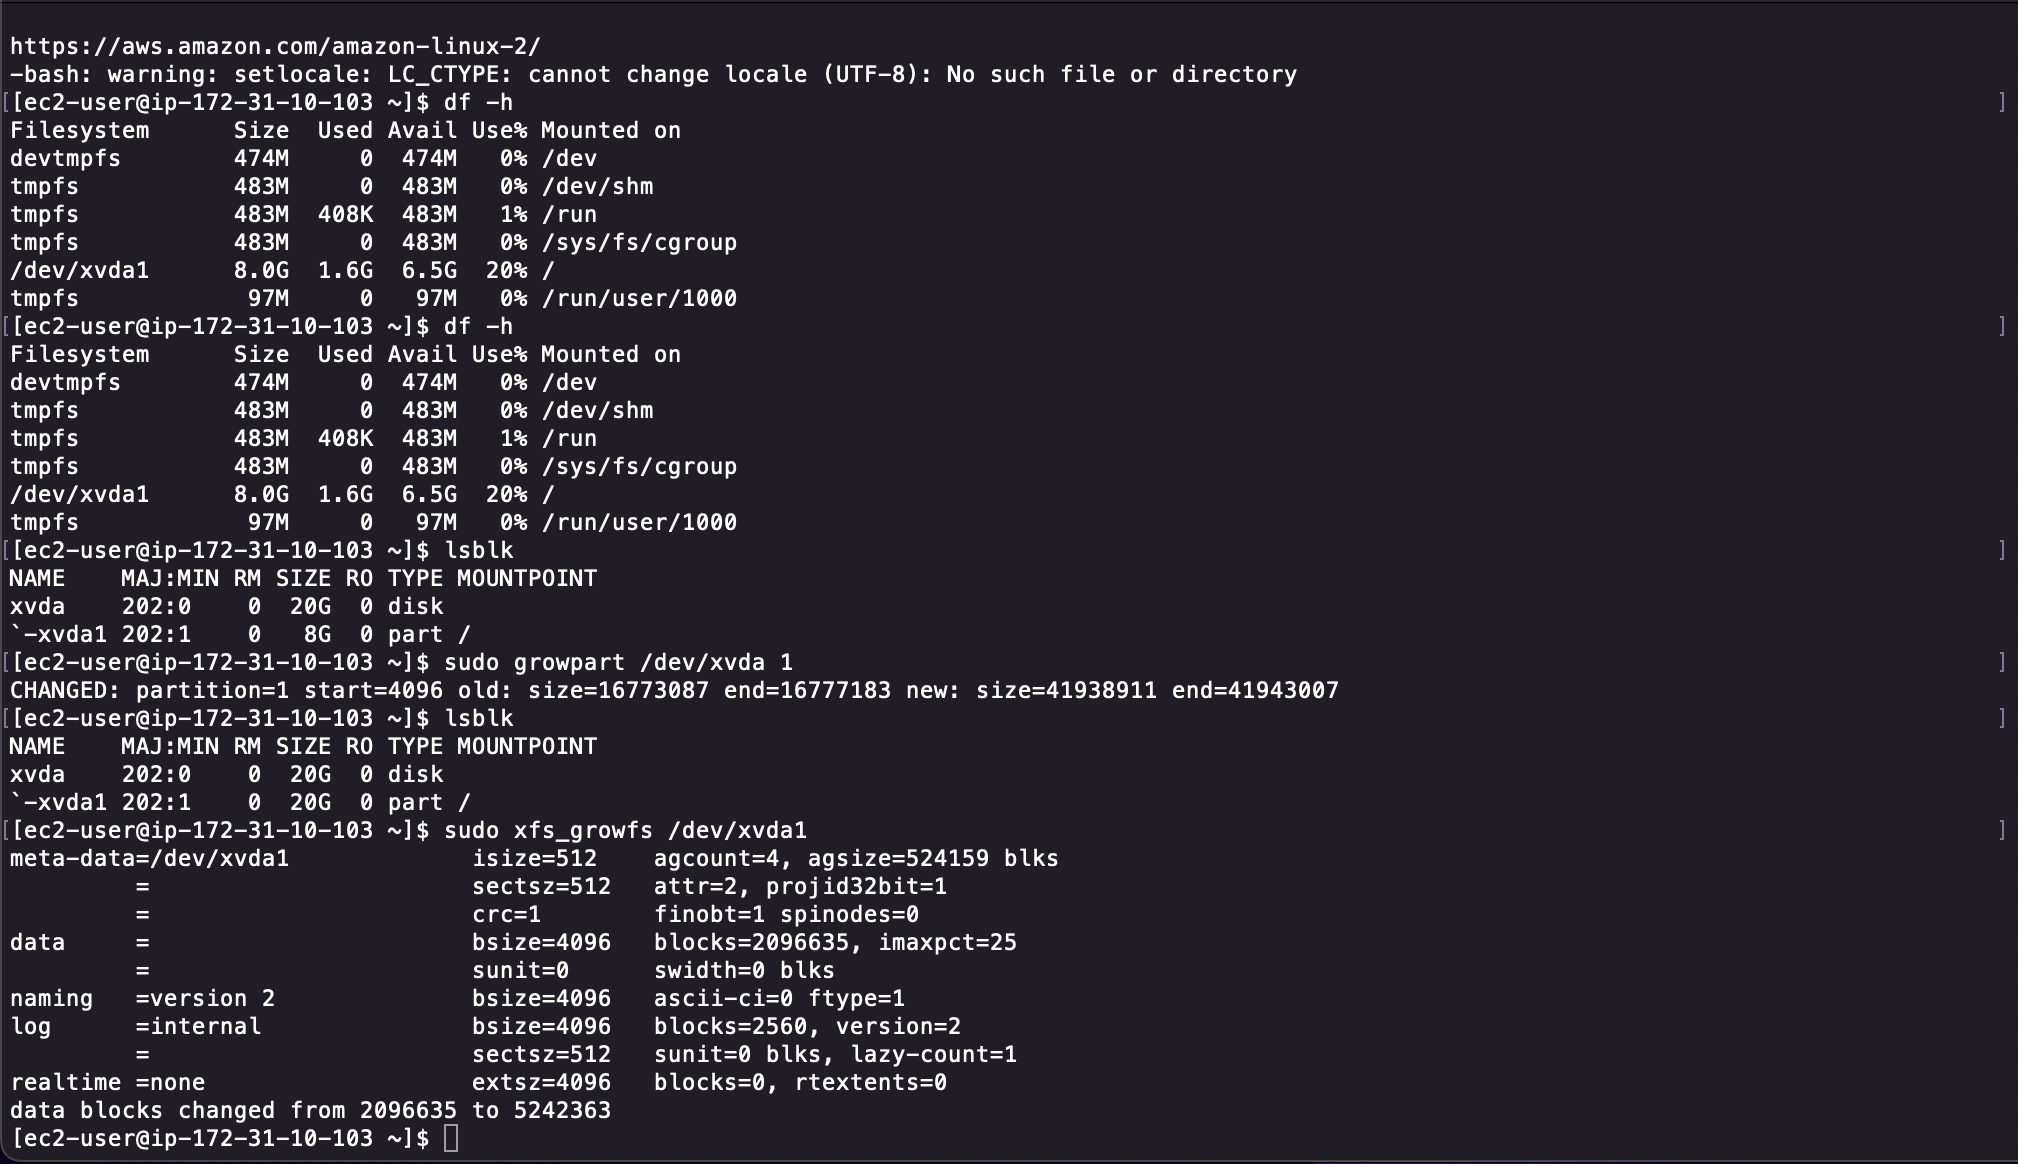 https://aws.amazon.com/amazon-linux-2/
-bash: warning: setlocale: LC_CTYPE: cannot change locale (UTF-8): No such file or directory
[[ec2-user@ip-172-31-10-103 ~]$ df -h ]
Filesystem      Size  Used Avail Use% Mounted on
devtmpfs        474M     0  474M   0% /dev
tmpfs           483M     0  483M   0% /dev/shm
tmpfs           483M  408K  483M   1% /run
tmpfs           483M     0  483M   0% /sys/fs/cgroup
/dev/xvda1      8.0G  1.6G  6.5G  20% /
tmpfs            97M     0   97M   0% /run/user/1000
[[ec2-user@ip-172-31-10-103 ~]$ df -h ]
Filesystem      Size  Used Avail Use% Mounted on
devtmpfs        474M     0  474M   0% /dev
tmpfs           483M     0  483M   0% /dev/shm
tmpfs           483M  408K  483M   1% /run
tmpfs           483M     0  483M   0% /sys/fs/cgroup
/dev/xvda1      8.0G  1.6G  6.5G  20% /
tmpfs            97M     0   97M   0% /run/user/1000
[[ec2-user@ip-172-31-10-103 ~]$ lsblk ]
NAME    MAJ:MIN RM SIZE RO TYPE MOUNTPOINT
xvda    202:0    0  20G  0 disk
`-xvda1 202:1    0   8G  0 part /
[[ec2-user@ip-172-31-10-103 ~]$ sudo growpart /dev/xvda 1 ]
CHANGED: partition=1 start=4096 old: size=16773087 end=16777183 new: size=41938911 end=41943007
[[ec2-user@ip-172-31-10-103 ~]$ lsblk ]
NAME    MAJ:MIN RM SIZE RO TYPE MOUNTPOINT
xvda    202:0    0  20G  0 disk
`-xvda1 202:1    0  20G  0 part /
[[ec2-user@ip-172-31-10-103 ~]$ sudo xfs_growfs /dev/xvda1 ]
meta-data=/dev/xvda1             isize=512    agcount=4, agsize=524159 blks
         =                       sectsz=512   attr=2, projid32bit=1
         =                       crc=1        finobt=1 spinodes=0
data     =                       bsize=4096   blocks=2096635, imaxpct=25
         =                       sunit=0      swidth=0 blks
naming   =version 2              bsize=4096   ascii-ci=0 ftype=1
log      =internal               bsize=4096   blocks=2560, version=2
         =                       sectsz=512   sunit=0 blks, lazy-count=1
realtime =none                   extsz=4096   blocks=0, rtextents=0
data blocks changed from 2096635 to 5242363
[ec2-user@ip-172-31-10-103 ~]$